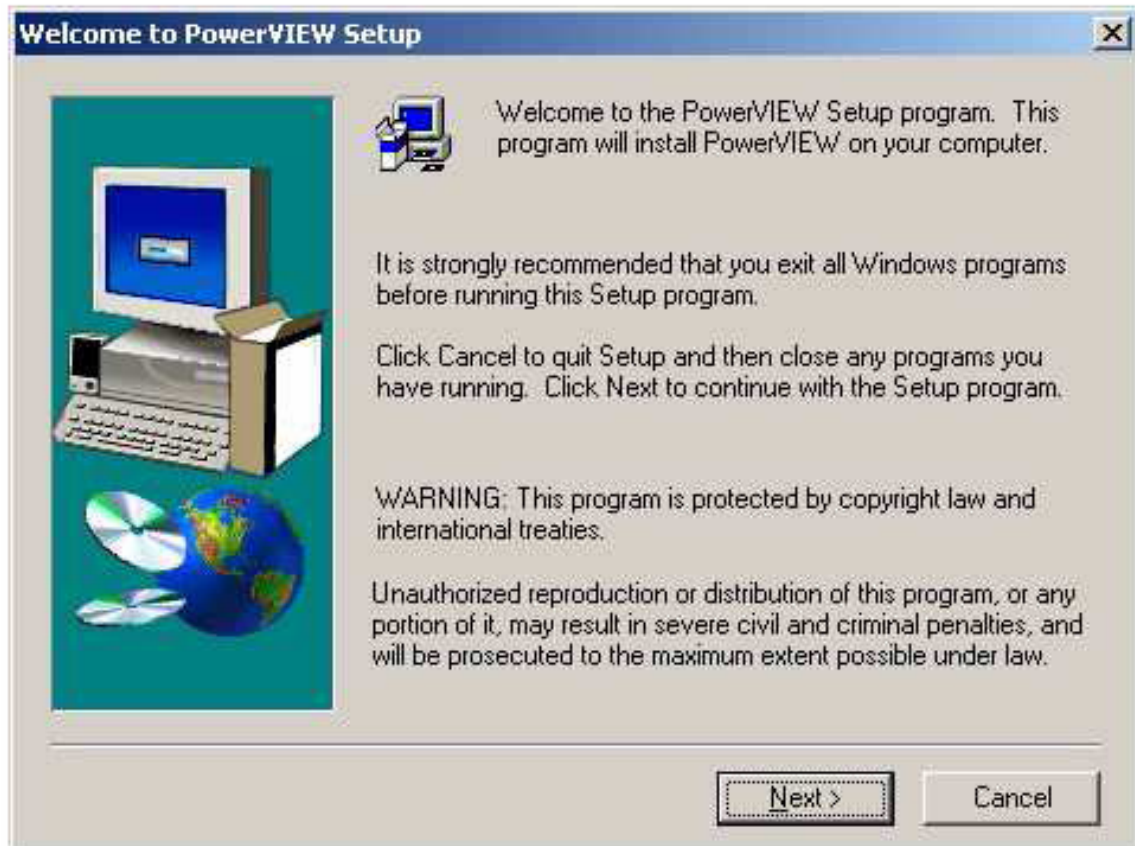 Welcome to PowerVIEW Setup
Welcome to the PowerVIEW Setup program.  This
program will install PowerVIEW on your computer.
It is strongly recommended that you exit all Windows programs
before running this Setup program.
Click Cancel to quit Setup and then close any programs you
have running.  Click Next to continue with the Setup program.
WARNING: This program is protected by copyright law and
international treaties.
Unauthorized reproduction or distribution of this program, or any
portion of it, may result in severe civil and criminal penalties, and
will be prosecuted to the maximum extent possible under law.
Next >
Cancel